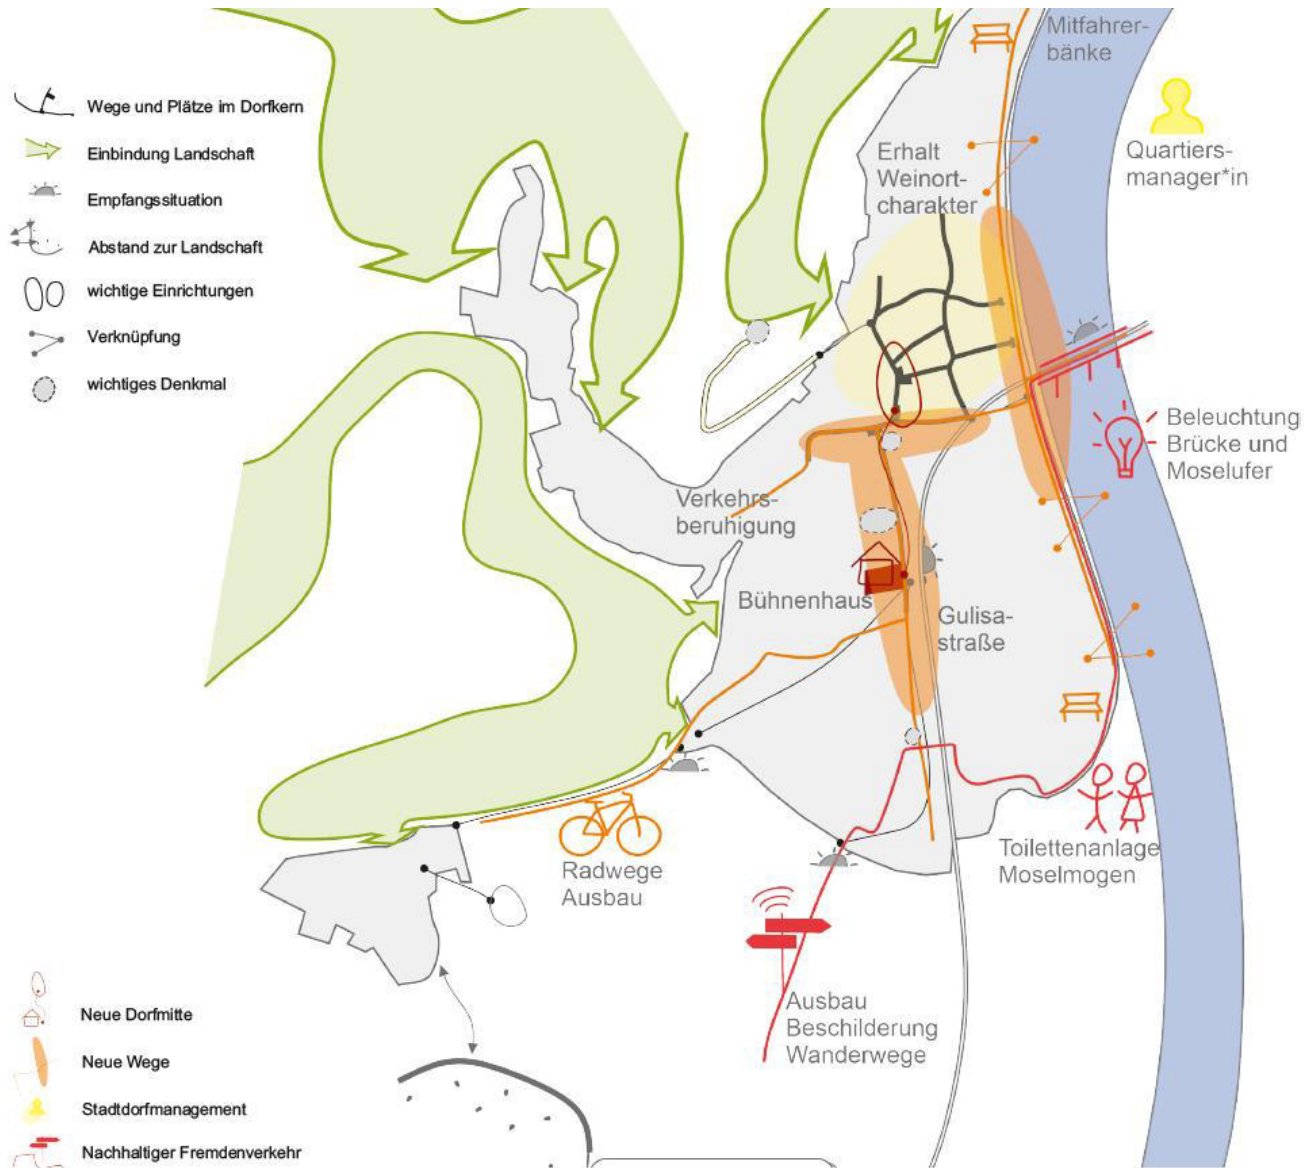 Mitfahrer-
bänke
Wege und Plätze im Dorfkern
Einbindung Landschaft
Empfangssituation
Abstand zur Landschaft
wichtige Einrichtungen
Verknüpfung
wichtiges Denkmal
Erhalt
Weinort-
charakter
Quartiers-
manager*in
Beleuchtung
Brücke und
Moselufer
Verkehrs-
beruhigung
Bühnenhaus
Gulisa-
straße
Radwege
Ausbau
Toilettenanlage
Moselmogen
Ausbau
Beschilderung
Wanderwege
Neue Dorfmitte
Neue Wege
Stadtdorfmanagement
Nachhaltiger Fremdenverkehr